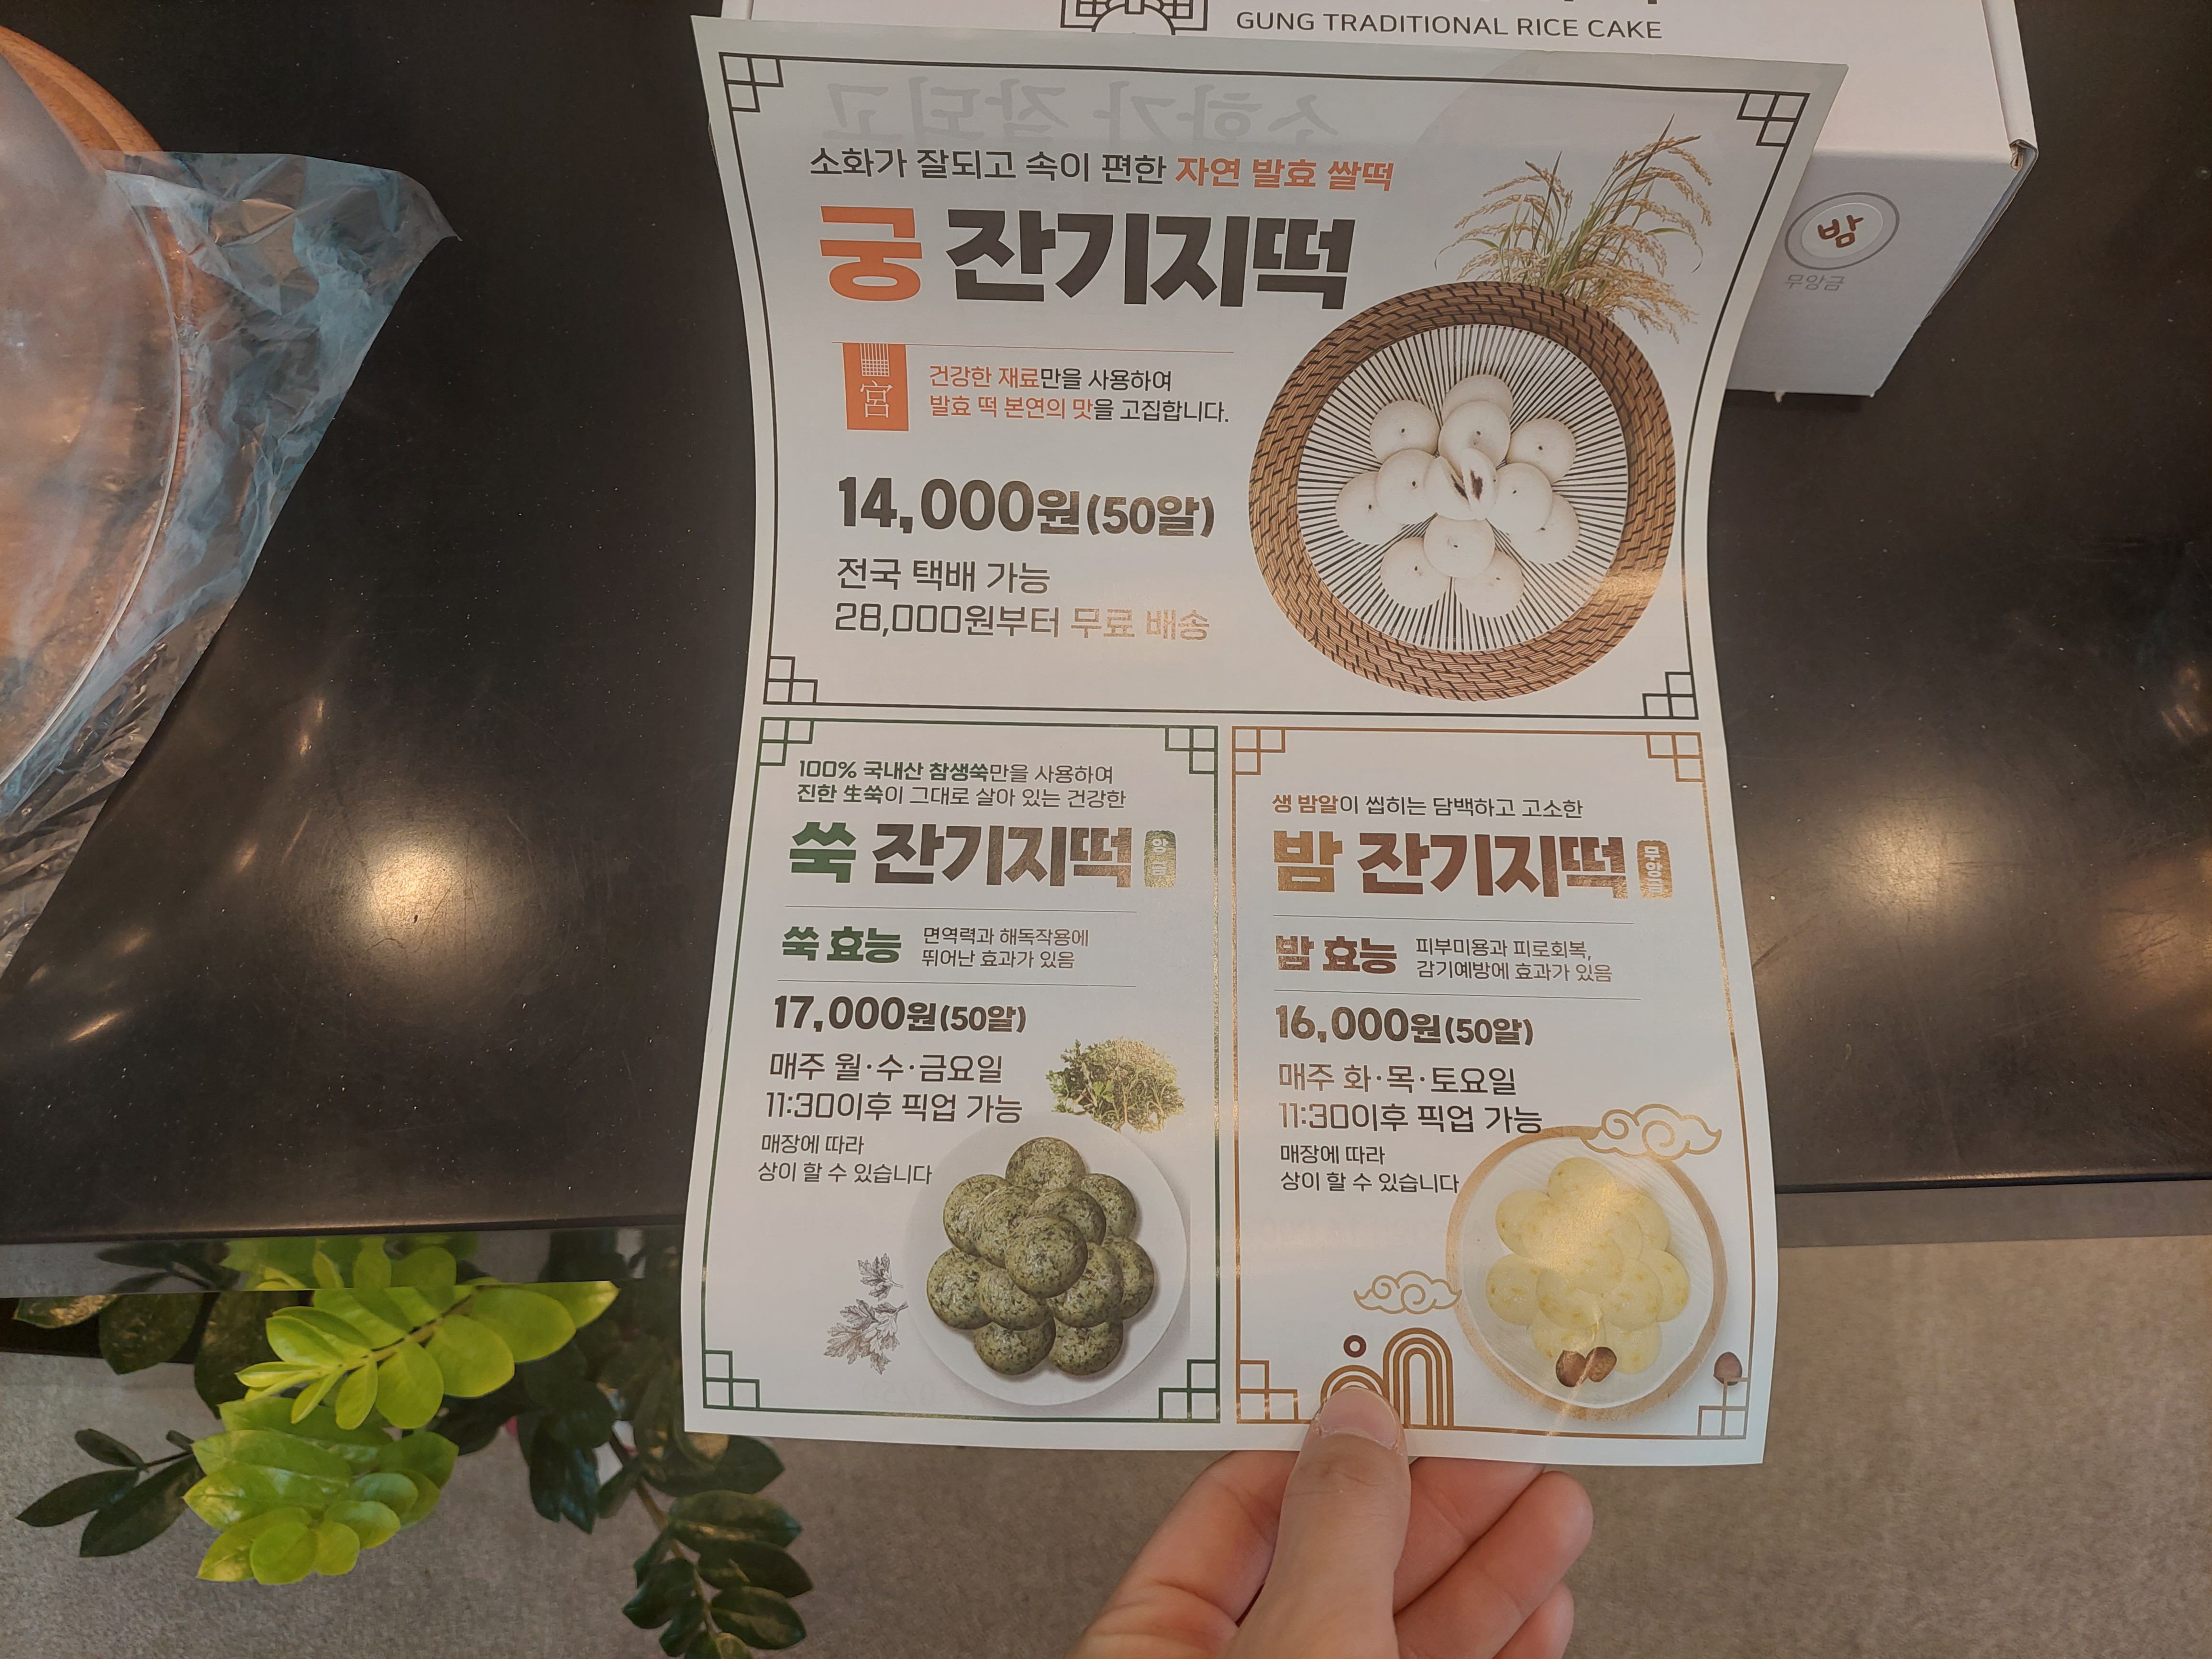 GUNG TRADITIONAL RICE CAKE
소화가 잘되고
소화가 잘되고 속이 편한 자연 발효 쌀떡
궁 잔기지떡
宮
건강한 재료만을 사용하여
발효 떡 본연의 맛을 고집합니다.
14,000원(50알)
전국 택배 가능
28,000원부터 무료 배송
밤
무앙금
100% 국내산 참생쑥만을 사용하여
진한 生쑥이 그대로 살아 있는 건강한
쑥 잔기지떡 앙금
쑥 효능
면역력과 해독작용에
뛰어난 효과가 있음
17,000원(50알)
매주 월·수·금요일
11:30이후 픽업 가능
매장에 따라
상이 할 수 있습니다
생 밤알이 씹히는 담백하고 고소한
밤 잔기지떡 무앙금
밤 효능
피부미용과 피로회복,
감기예방에 효과가 있음
16,000원(50알)
매주 화·목·토요일
11:30이후 픽업 가능
매장에 따라
상이 할 수 있습니다